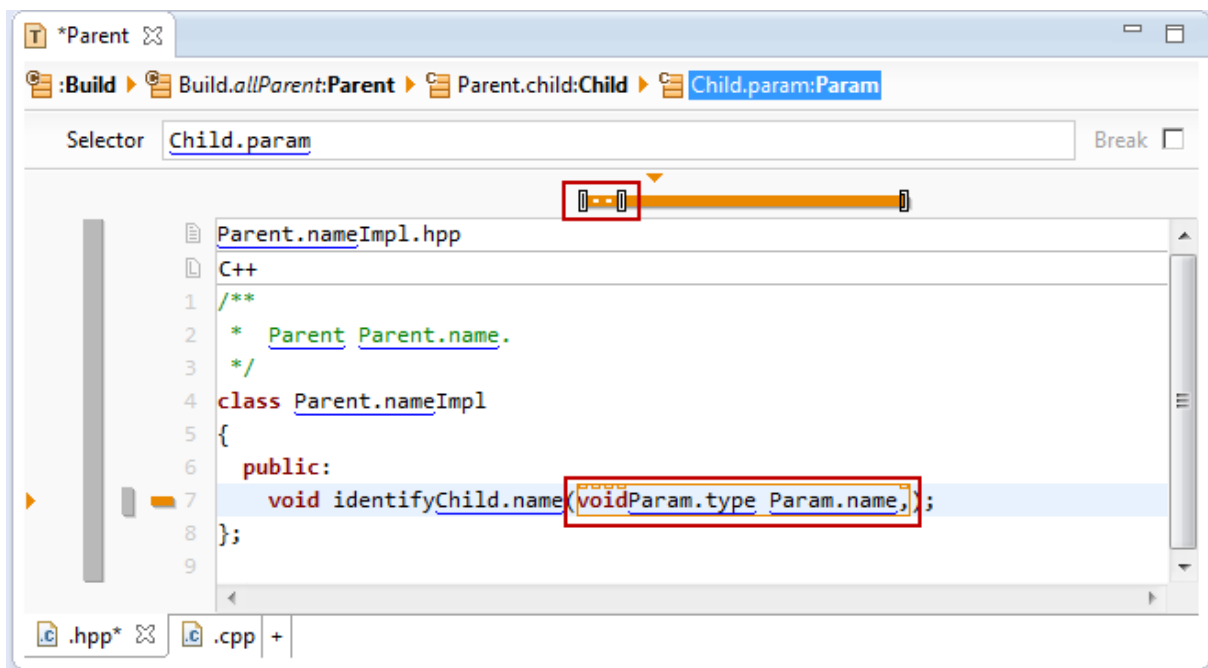 *Parent
:Build Build.allParent:Parent Parent.child:Child Child.param:Param
Selector Child.param Break
Parent.nameImpl.hpp
C++
1 /**
2 * Parent Parent.name.
3 */
4 class Parent.nameImpl
5 {
6 public:
7 void identifyChild.name(voidParam.type Param.name,);
8 };
9
.hpp* .cpp +